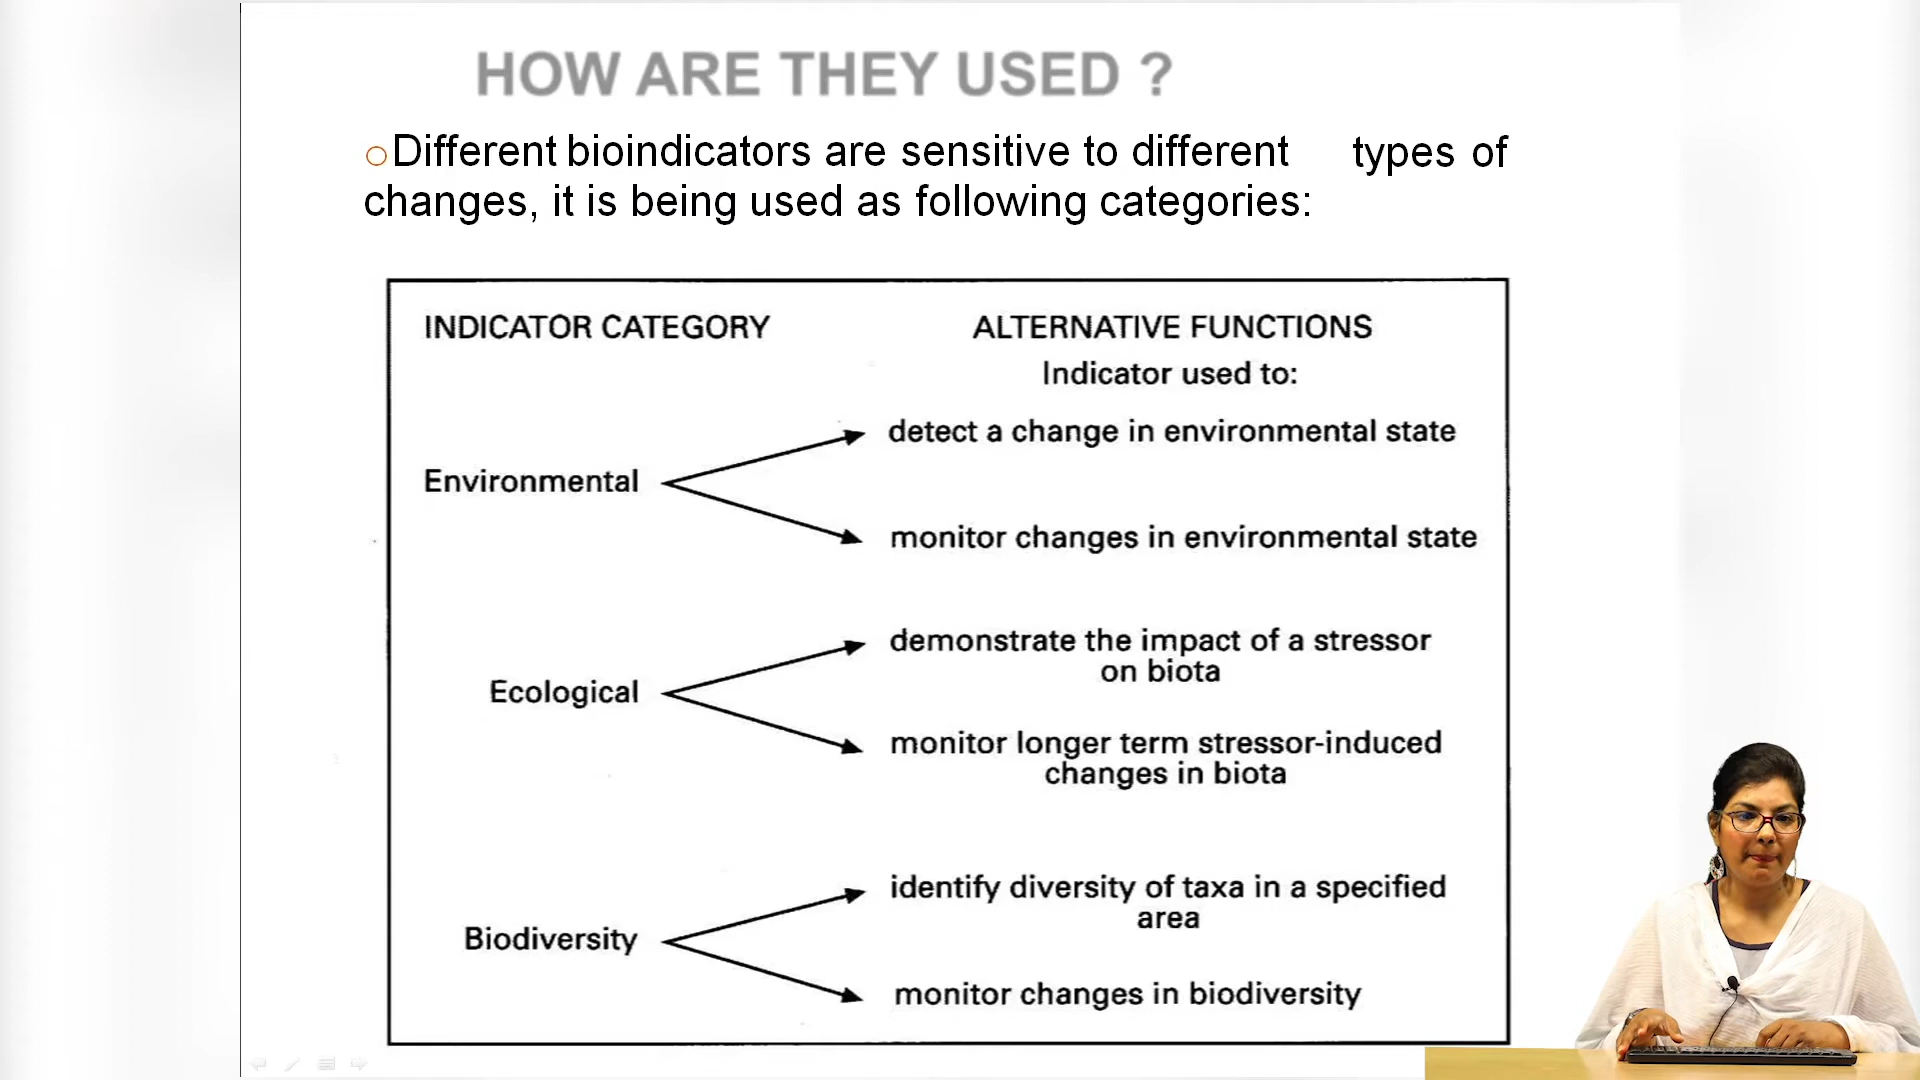 HOW ARE THEY USED ?
Different bioindicators are sensitive to different types of
changes, it is being used as following categories:
INDICATOR CATEGORY
ALTERNATIVE FUNCTIONS
Indicator used to:
Environmental
detect a change in environmental state
monitor changes in environmental state
Ecological
demonstrate the impact of a stressor
on biota
monitor longer term stressor-induced
changes in biota
Biodiversity
identify diversity of taxa in a specified
area
monitor changes in biodiversity